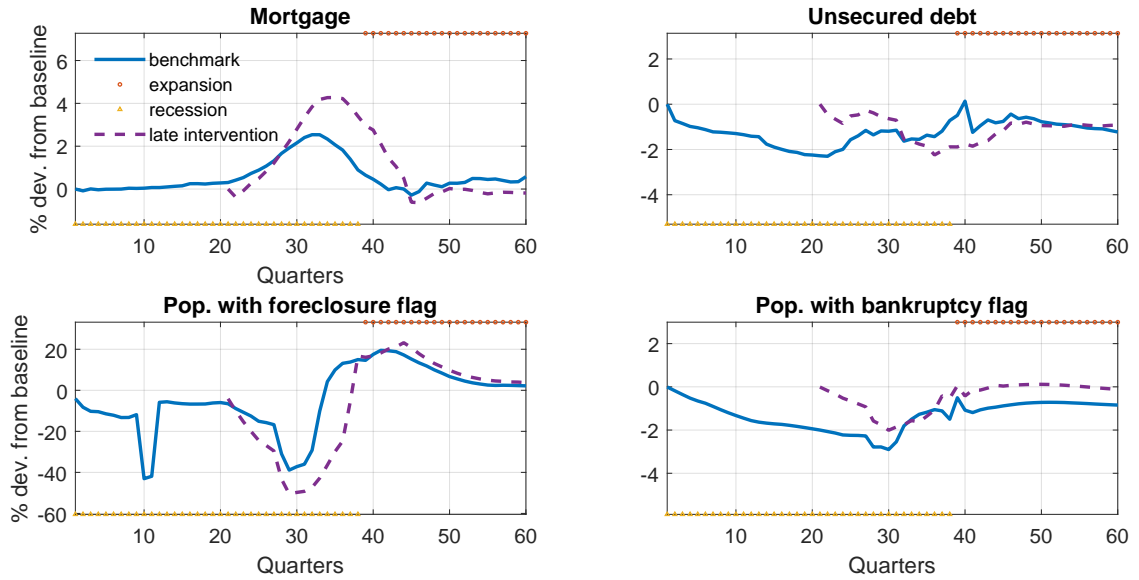 Mortgage
% dev. from baseline
6
4
2
0
benchmark
expansion
recession
late intervention
10 20 30 40 50 60
Quarters
Unsecured debt
2
0
-2
-4
10 20 30 40 50 60
Pop. with foreclosure flag
% dev. from baseline
20
0
-20
-40
-60
10 20 30 40 50 60
Quarters
Pop. with bankruptcy flag
2
0
-2
-4
10 20 30 40 50 60
Quarters